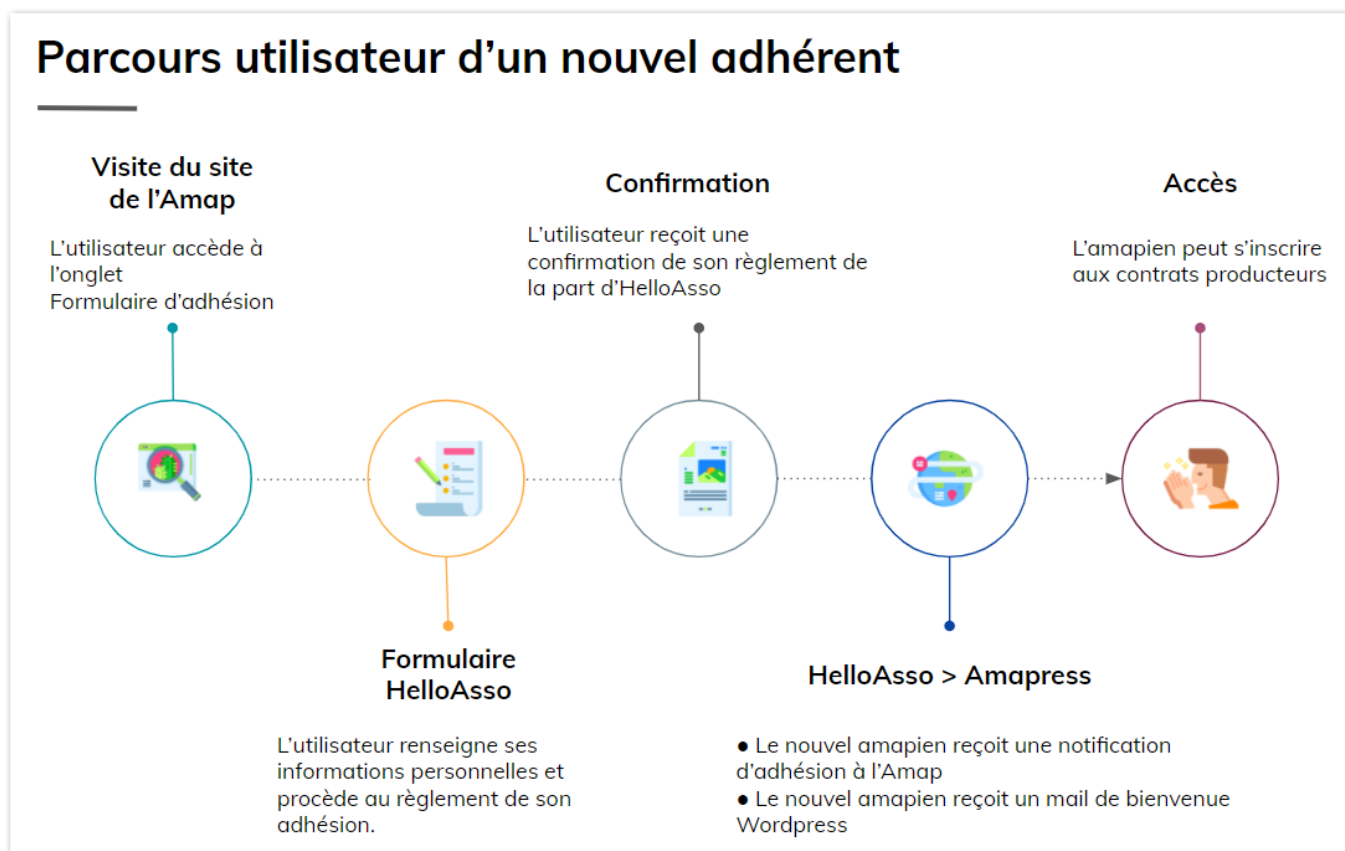 Parcours utilisateur d’un nouvel adhérent
Visite du site
de l’Amap
L’utilisateur accède à
l’onglet
Formulaire d’adhésion
Confirmation
L’utilisateur reçoit une
confirmation de son règlement de
la part d’HelloAsso
Accès
L’amapien peut s’inscrire
aux contrats producteurs
Formulaire
HelloAsso
L’utilisateur renseigne ses
informations personnelles et
procède au règlement de son
adhésion.
HelloAsso > Amapress
● Le nouvel amapien reçoit une notification
d’adhésion à l’Amap
● Le nouvel amapien reçoit un mail de bienvenue
Wordpress